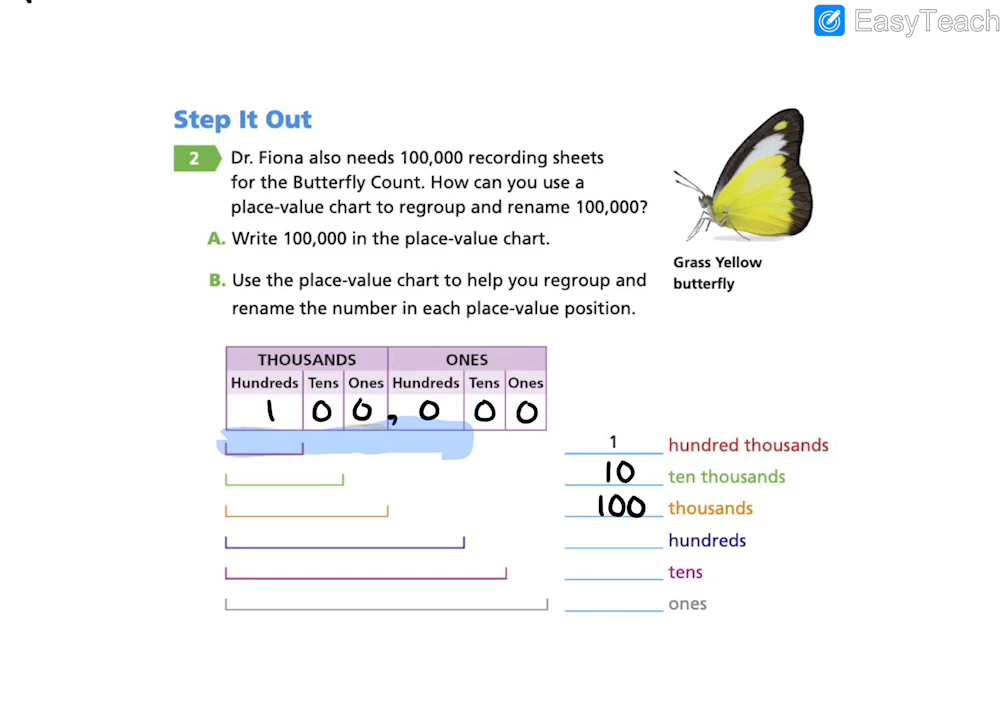 EasyTeach
Step It Out
2 Dr. Fiona also needs 100,000 recording sheets
for the Butterfly Count. How can you use a
place-value chart to regroup and rename 100,000?
A. Write 100,000 in the place-value chart.
B. Use the place-value chart to help you regroup and
rename the number in each place-value position.
Grass Yellow
butterfly
THOUSANDS ONES
Hundreds Tens Ones Hundreds Tens Ones
1 0 0 , 0 0 0
1 hundred thousands
10 ten thousands
100 thousands
hundreds
tens
ones